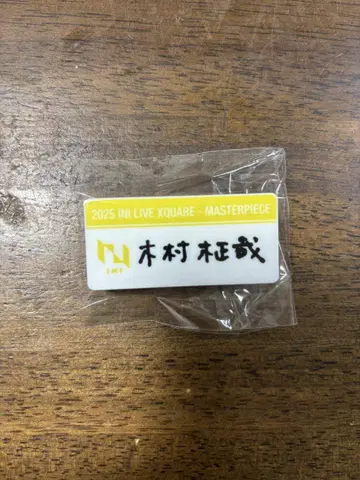 2025 INI LIVE XQUARE - MASTERPIECE
INI
木村 柾哉